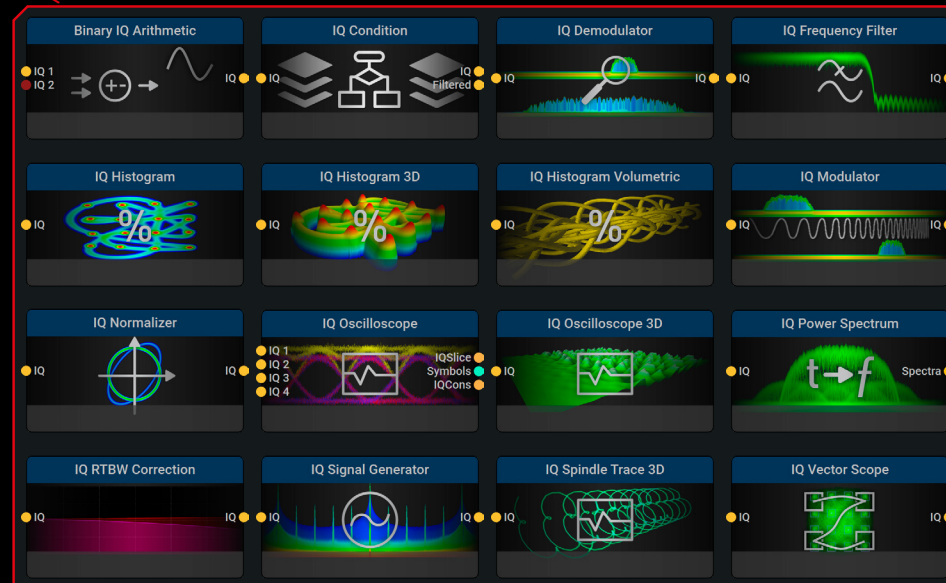 Binary IQ Arithmetic
IQ 1
IQ 2
IQ
IQ Condition
IQ
IQ
Filtered
IQ Demodulator
IQ
IQ
IQ Frequency Filter
IQ
IQ
IQ Histogram
IQ
%
IQ Histogram 3D
IQ
%
IQ Histogram Volumetric
IQ
%
IQ Modulator
IQ
IQ
IQ Normalizer
IQ
IQ
IQ Oscilloscope
IQ 1
IQ 2
IQ 3
IQ 4
IQSlice
Symbols
IQCons
IQ Oscilloscope 3D
IQ
IQ Power Spectrum
IQ
t→f
Spectra
IQ RTBW Correction
IQ
IQ
IQ Signal Generator
IQ
IQ
IQ Spindle Trace 3D
IQ
IQ Vector Scope
IQ
IQ